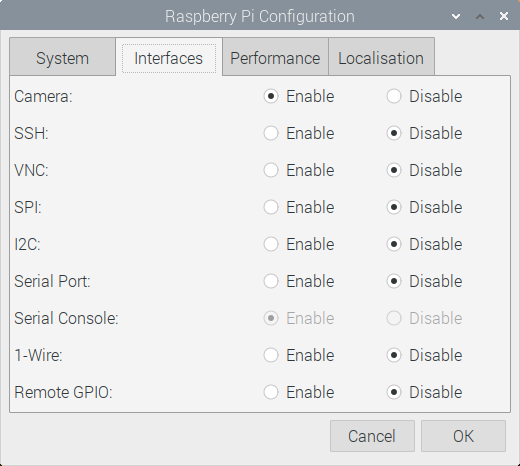 Raspberry Pi Configuration
System Interfaces Performance Localisation
Camera: Enable Disable
SSH: Enable Disable
VNC: Enable Disable
SPI: Enable Disable
I2C: Enable Disable
Serial Port: Enable Disable
Serial Console: Enable Disable
1-Wire: Enable Disable
Remote GPIO: Enable Disable
Cancel OK